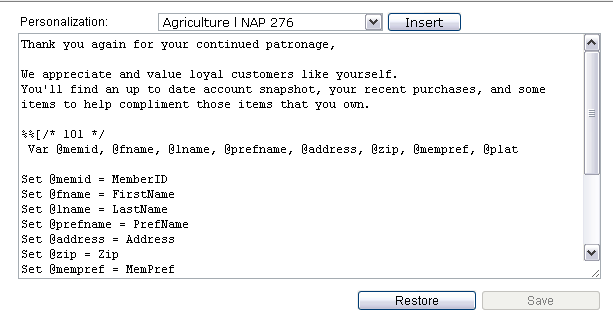 Personalization: Agriculture | NAP 276 Insert
Thank you again for your continued patronage,
We appreciate and value loyal customers like yourself.
You'll find an up to date account snapshot, your recent purchases, and some
items to help compliment those items that you own.
%%[/* 101 */
Var @memid, @fname, @lname, @prefname, @address, @zip, @mempref, @plat
Set @memid = MemberID
Set @fname = FirstName
Set @lname = LastName
Set @prefname = PrefName
Set @address = Address
Set @zip = Zip
Set @mempref = MemPref
Restore Save